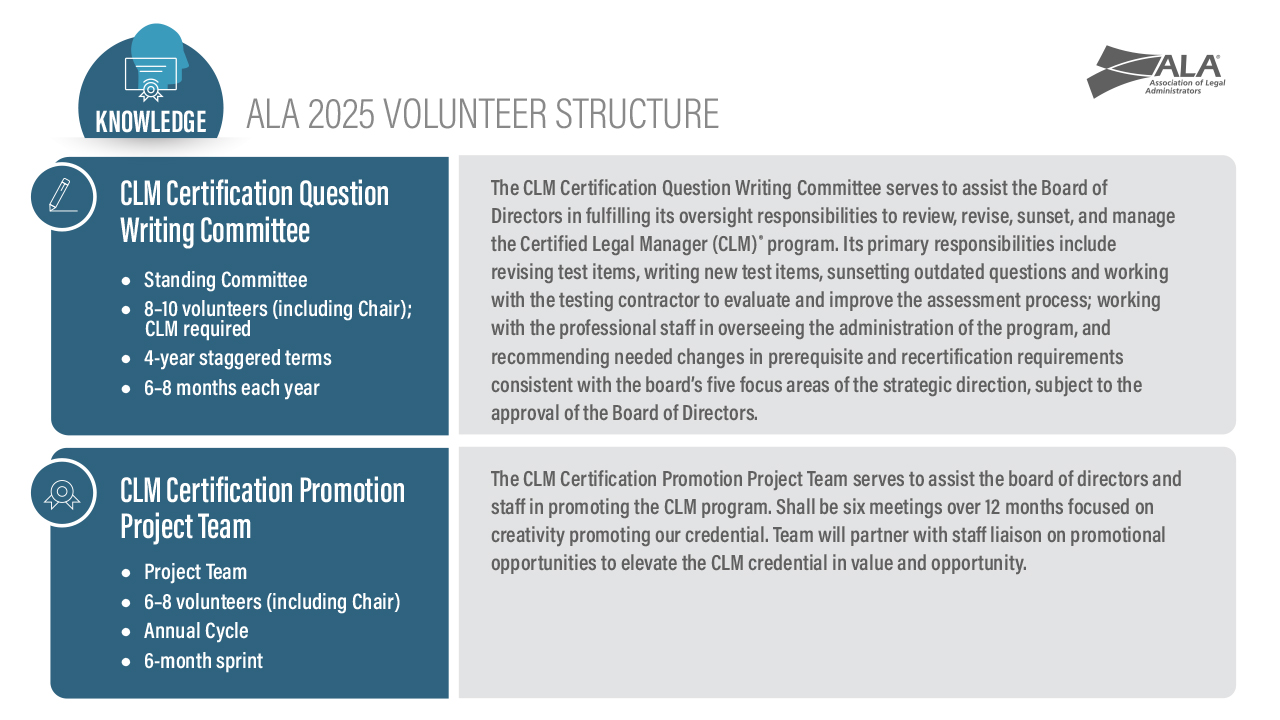 KNOWLEDGE
ALA 2025 VOLUNTEER STRUCTURE
ALA®
Association of Legal
Administrators
CLM Certification Question
Writing Committee
● Standing Committee
● 8–10 volunteers (including Chair);
CLM required
● 4-year staggered terms
● 6–8 months each year
The CLM Certification Question Writing Committee serves to assist the Board of
Directors in fulfilling its oversight responsibilities to review, revise, sunset, and manage
the Certified Legal Manager (CLM)® program. Its primary responsibilities include
revising test items, writing new test items, sunsetting outdated questions and working
with the testing contractor to evaluate and improve the assessment process; working
with the professional staff in overseeing the administration of the program, and
recommending needed changes in prerequisite and recertification requirements
consistent with the board’s five focus areas of the strategic direction, subject to the
approval of the Board of Directors.
CLM Certification Promotion
Project Team
● Project Team
● 6–8 volunteers (including Chair)
● Annual Cycle
● 6-month sprint
The CLM Certification Promotion Project Team serves to assist the board of directors and
staff in promoting the CLM program. Shall be six meetings over 12 months focused on
creativity promoting our credential. Team will partner with staff liaison on promotional
opportunities to elevate the CLM credential in value and opportunity.